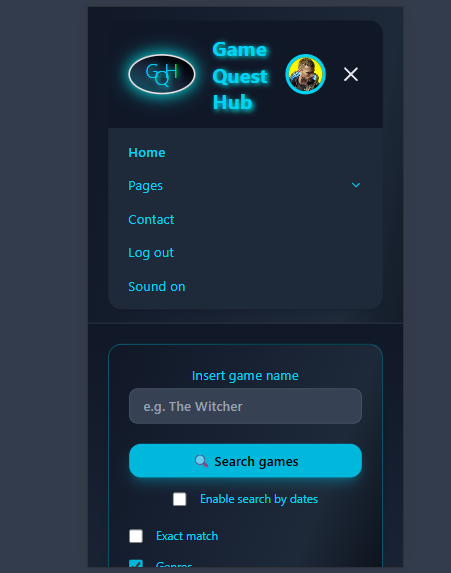 GQH
Game
Quest
Hub
Home
Pages
Contact
Log out
Sound on
Insert game name
e.g. The Witcher
Search games
Enable search by dates
Exact match
Genres